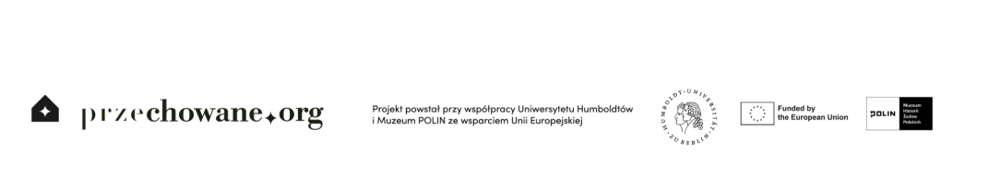 przechowane.org
Projekt powstał przy współpracy Uniwersytetu Humboldtów
i Muzeum POLIN ze wsparciem Unii Europejskiej
HUMBOLDT-UNIVERSITÄT · ZU BERLIN ·
Funded by
the European Union
POLIN
Muzeum
Historii
Żydów
Polskich